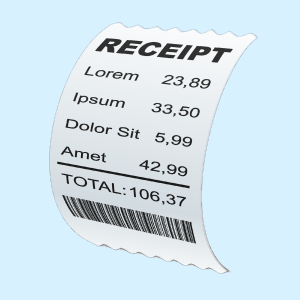 RECEIPT
Lorem 23,89
Ipsum 33,50
Dolor Sit 5,99
Amet 42,99
TOTAL: 106,37